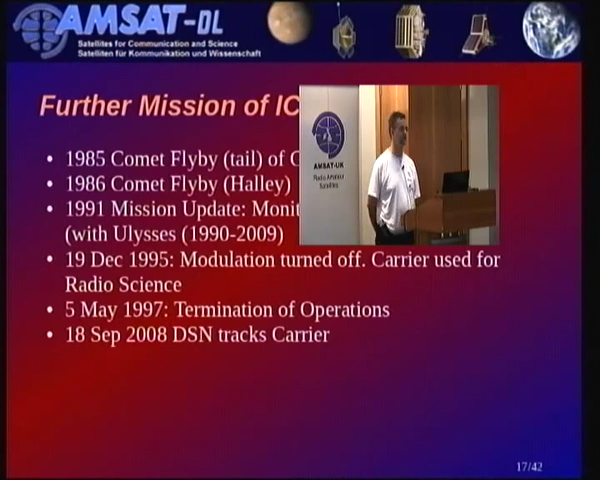 AMSAT-DL
Satellites for Communication and Science
Satelliten für Kommunikation und Wissenschaft
Further Mission of IC
• 1985 Comet Flyby (tail) of
• 1986 Comet Flyby (Halley)
• 1991 Mission Update:
(with Ulysses (1990-2009)
• 19 Dec 1995: Modulation turned off. Carrier used for
Radio Science
• 5 May 1997: Termination of Operations
• 18 Sep 2008 DSN tracks Carrier
AMSAT-UK
Radio Amateur
Satellites
17/42